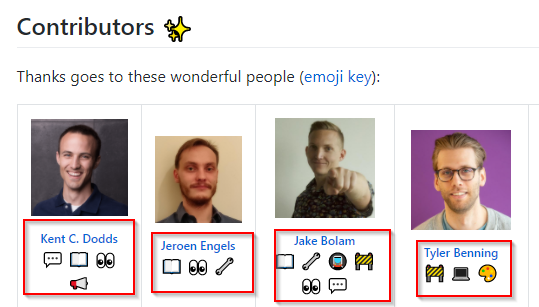 Contributors ✨
Thanks goes to these wonderful people (emoji key):
Kent C. Dodds
💬 📖 👀
📢
Jeroen Engels
📖 👀 🔧
Jake Bolam
📖 🔧 📟 🚧
👀 💬
Tyler Benning
🚧 💻 🎨